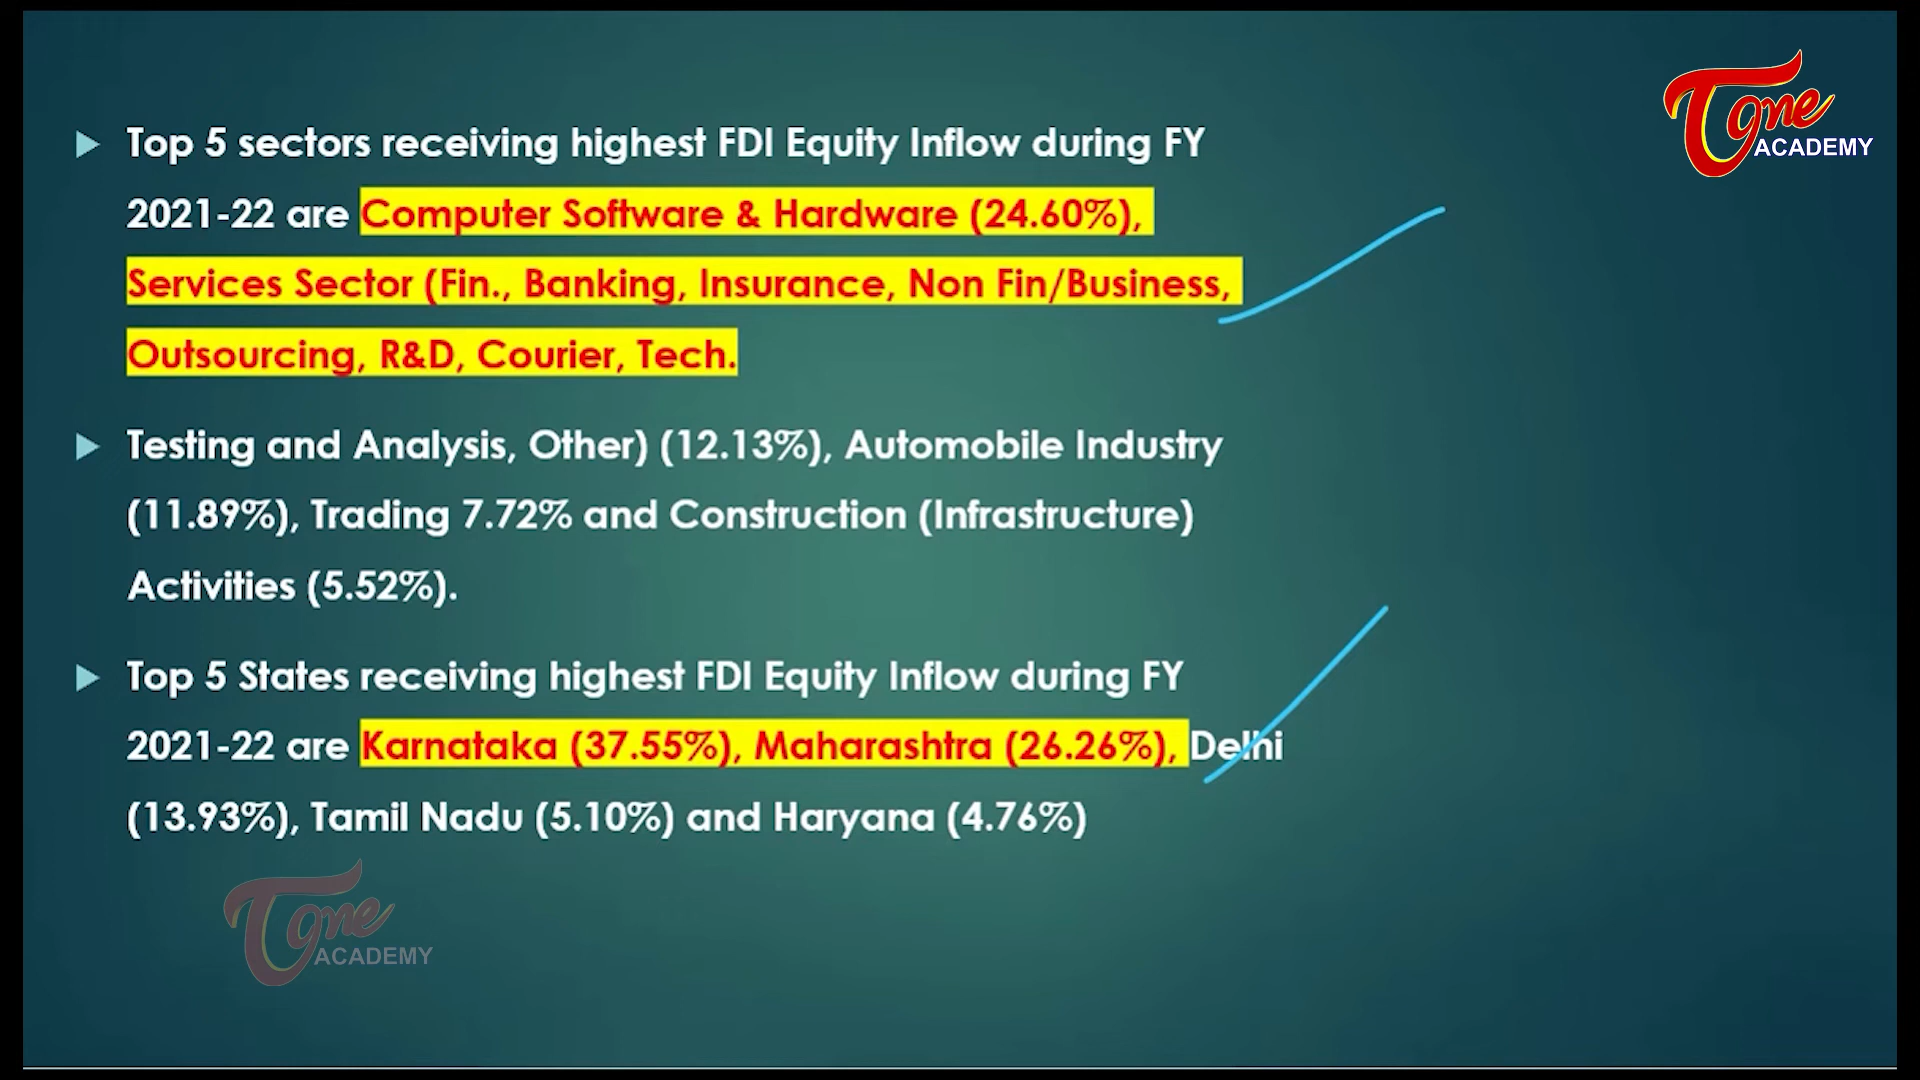 Tone
ACADEMY
Top 5 sectors receiving highest FDI Equity Inflow during FY
2021-22 are Computer Software & Hardware (24.60%),
Services Sector (Fin., Banking, Insurance, Non Fin/Business,
Outsourcing, R&D, Courier, Tech.
Testing and Analysis, Other) (12.13%), Automobile Industry
(11.89%), Trading 7.72% and Construction (Infrastructure)
Activities (5.52%).
Top 5 States receiving highest FDI Equity Inflow during FY
2021-22 are Karnataka (37.55%), Maharashtra (26.26%), Delhi
(13.93%), Tamil Nadu (5.10%) and Haryana (4.76%)
Tone
ACADEMY